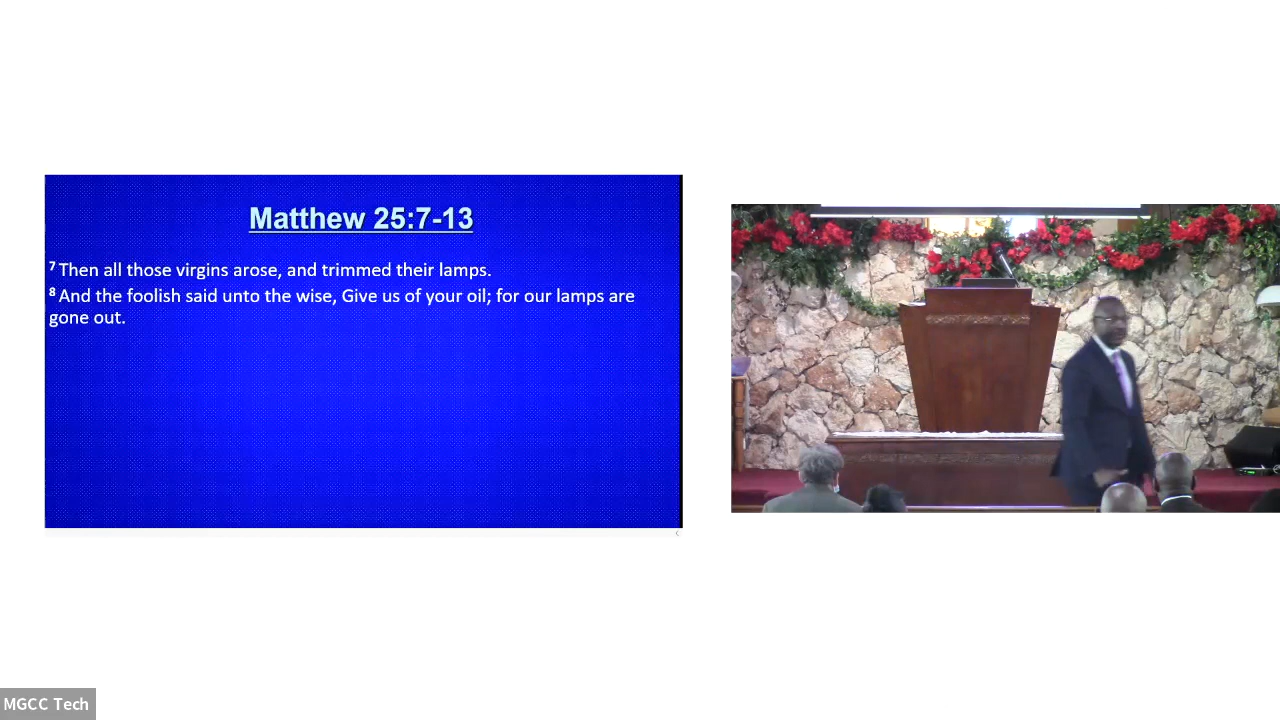 Matthew 25:7-13
7 Then all those virgins arose, and trimmed their lamps.
8 And the foolish said unto the wise, Give us of your oil; for our lamps are
gone out.
MGCC Tech